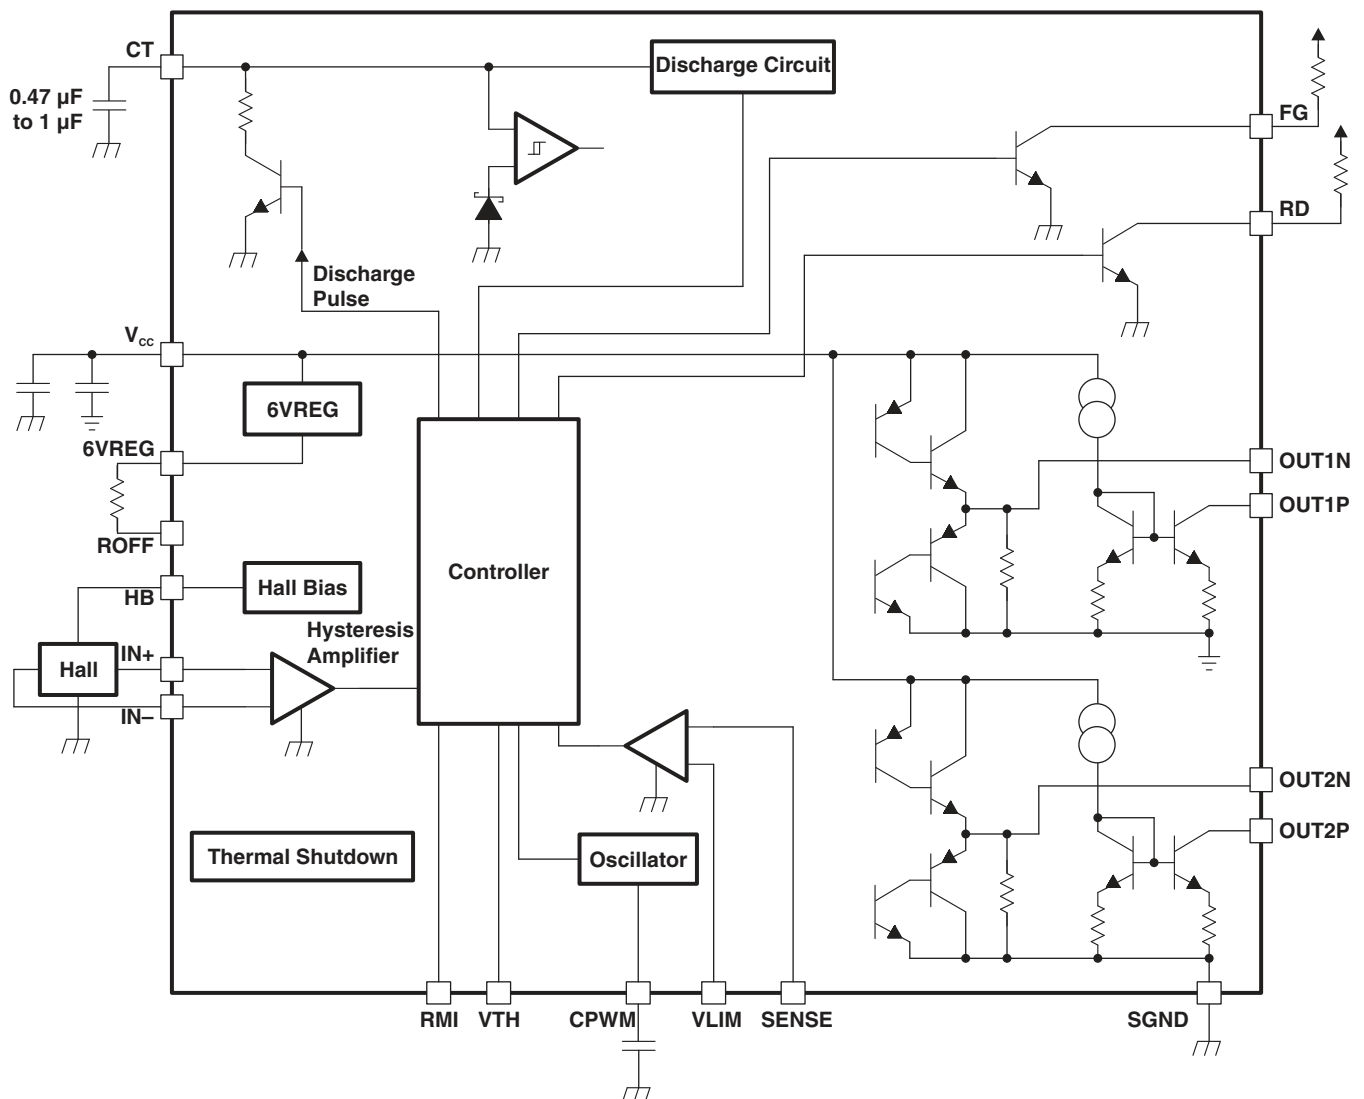 CT
0.47 µF
to 1 µF
Discharge Circuit
FG
RD
Discharge
Pulse
VCC
6VREG
6VREG
ROFF
HB
Hall Bias
Controller
OUT1N
OUT1P
Hysteresis
Amplifier
Hall
IN+
IN–
OUT2N
OUT2P
Thermal Shutdown
Oscillator
RMI
VTH
CPWM
VLIM
SENSE
SGND